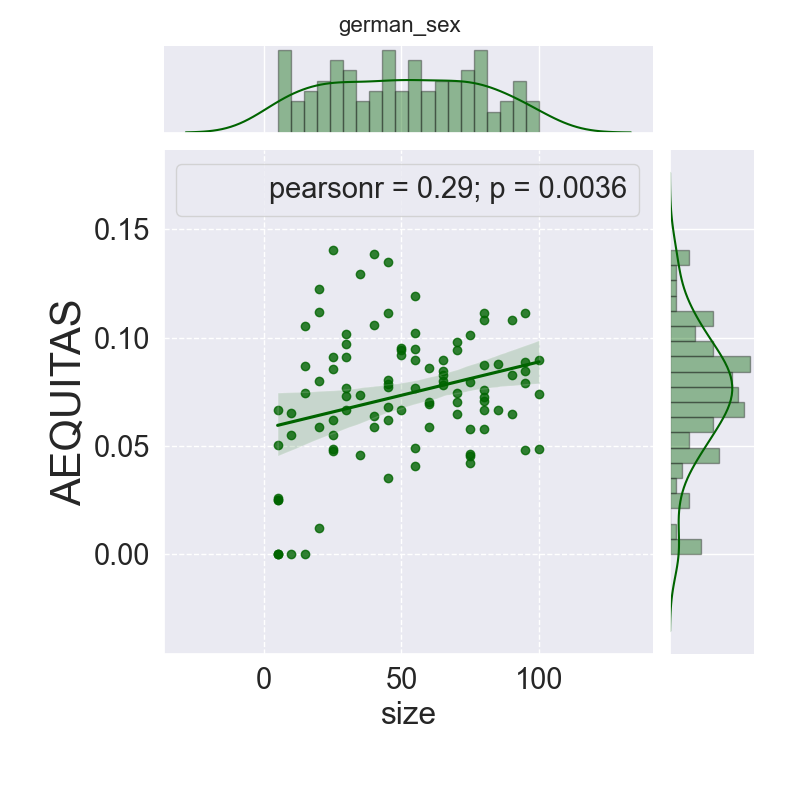 german_sex
pearsonr = 0.29; p = 0.0036
AEQUITAS
0.15
0.10
0.05
0.00
0 50 100
size